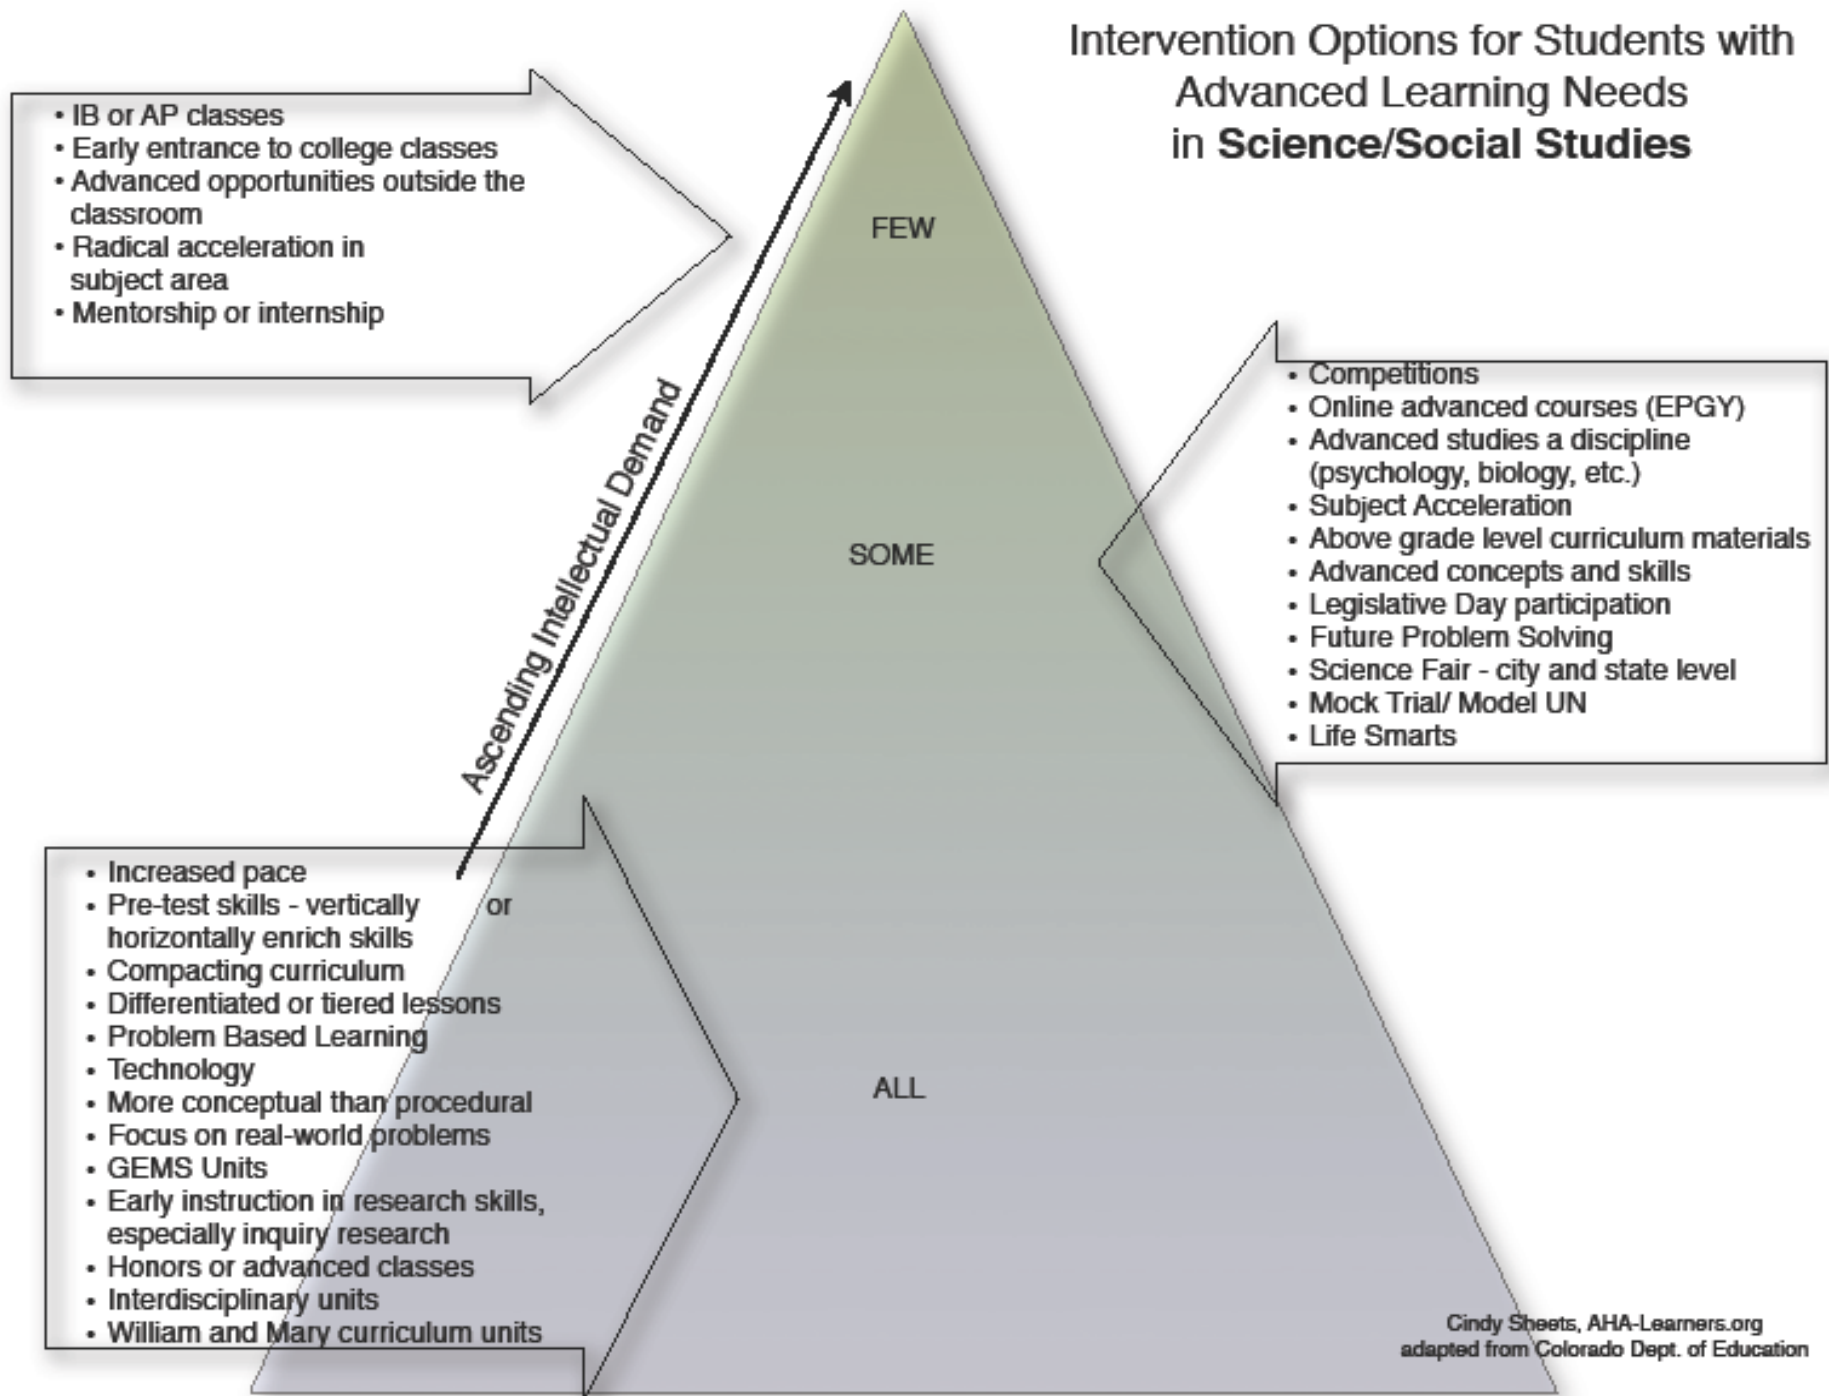 Intervention Options for Students with
Advanced Learning Needs
in Science/Social Studies
• IB or AP classes
• Early entrance to college classes
• Advanced opportunities outside the
classroom
• Radical acceleration in
subject area
• Mentorship or internship
FEW
Ascending Intellectual Demand
SOME
• Competitions
• Online advanced courses (EPGY)
• Advanced studies a discipline
(psychology, biology, etc.)
• Subject Acceleration
• Above grade level curriculum materials
• Advanced concepts and skills
• Legislative Day participation
• Future Problem Solving
• Science Fair - city and state level
• Mock Trial/ Model UN
• Life Smarts
• Increased pace
• Pre-test skills - vertically or
horizontally enrich skills
• Compacting curriculum
• Differentiated or tiered lessons
• Problem Based Learning
• Technology
• More conceptual than procedural
• Focus on real-world problems
• GEMS Units
• Early instruction in research skills,
especially inquiry research
• Honors or advanced classes
• Interdisciplinary units
• William and Mary curriculum units
ALL
Cindy Sheets, AHA-Learners.org
adapted from Colorado Dept. of Education